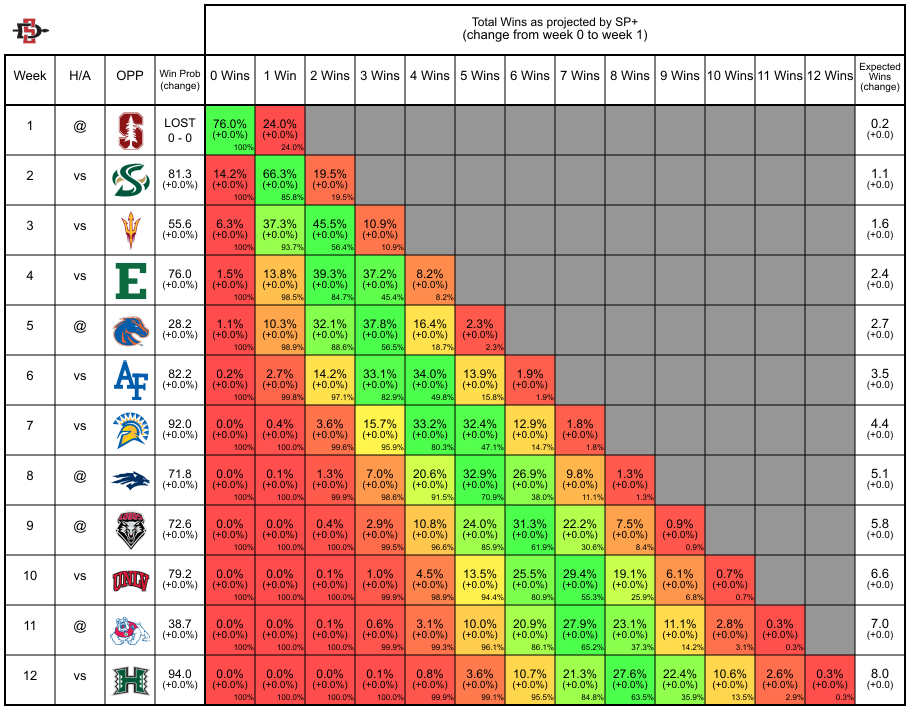 Total Wins as projected by SP+
(change from week 0 to week 1)
Week H/A OPP Win Prob (change) 0 Wins 1 Win 2 Wins 3 Wins 4 Wins 5 Wins 6 Wins 7 Wins 8 Wins 9 Wins 10 Wins 11 Wins 12 Wins Expected Wins (change)
1 @ S LOST 76.0% 24.0% 0.2
0 - 0 (+0.0%) (+0.0%) (+0.0)
100% 24.0%
2 vs S 81.3 14.2% 66.3% 19.5% 1.1
(+0.0%) (+0.0%) (+0.0%) (+0.0%) (+0.0)
100% 85.8% 19.5%
3 vs 55.6 6.3% 37.3% 45.5% 10.9% 1.6
(+0.0%) (+0.0%) (+0.0%) (+0.0%) (+0.0%) (+0.0)
100% 93.7% 56.4% 10.9%
4 vs E 76.0 1.5% 13.8% 39.3% 37.2% 8.2% 2.4
(+0.0%) (+0.0%) (+0.0%) (+0.0%) (+0.0%) (+0.0%) (+0.0)
100% 98.5% 84.7% 45.4% 8.2%
5 @ 28.2 1.1% 10.3% 32.1% 37.8% 16.4% 2.3% 2.7
(+0.0%) (+0.0%) (+0.0%) (+0.0%) (+0.0%) (+0.0%) (+0.0%) (+0.0)
100% 98.9% 88.6% 56.5% 18.7% 2.3%
6 vs AF 82.2 0.2% 2.7% 14.2% 33.1% 34.0% 13.9% 1.9% 3.5
(+0.0%) (+0.0%) (+0.0%) (+0.0%) (+0.0%) (+0.0%) (+0.0%) (+0.0%) (+0.0)
100% 99.8% 97.1% 82.9% 49.8% 15.8% 1.9%
7 vs 92.0 0.0% 0.4% 3.6% 15.7% 33.2% 32.4% 12.9% 1.8% 4.4
(+0.0%) (+0.0%) (+0.0%) (+0.0%) (+0.0%) (+0.0%) (+0.0%) (+0.0%) (+0.0%) (+0.0)
100% 100.0% 99.6% 95.9% 80.3% 47.1% 14.7% 1.8%
8 @ 71.8 0.0% 0.1% 1.3% 7.0% 20.6% 32.9% 26.9% 9.8% 1.3% 5.1
(+0.0%) (+0.0%) (+0.0%) (+0.0%) (+0.0%) (+0.0%) (+0.0%) (+0.0%) (+0.0%) (+0.0%) (+0.0)
100% 100.0% 99.9% 98.6% 91.5% 70.9% 38.0% 11.1% 1.3%
9 @ 72.6 0.0% 0.0% 0.4% 2.9% 10.8% 24.0% 31.3% 22.2% 7.5% 0.9% 5.8
(+0.0%) (+0.0%) (+0.0%) (+0.0%) (+0.0%) (+0.0%) (+0.0%) (+0.0%) (+0.0%) (+0.0%) (+0.0%) (+0.0)
100% 100.0% 100.0% 99.5% 96.6% 85.9% 61.9% 30.6% 8.4% 0.9%
10 vs UNLV 79.2 0.0% 0.0% 0.1% 1.0% 4.5% 13.5% 25.5% 29.4% 19.1% 6.1% 0.7% 6.6
(+0.0%) (+0.0%) (+0.0%) (+0.0%) (+0.0%) (+0.0%) (+0.0%) (+0.0%) (+0.0%) (+0.0%) (+0.0%) (+0.0%) (+0.0)
100% 100.0% 100.0% 99.9% 98.9% 94.4% 80.9% 55.3% 25.9% 6.8% 0.7%
11 @ 38.7 0.0% 0.0% 0.1% 0.6% 3.1% 10.0% 20.9% 27.9% 23.1% 11.1% 2.8% 0.3% 7.0
(+0.0%) (+0.0%) (+0.0%) (+0.0%) (+0.0%) (+0.0%) (+0.0%) (+0.0%) (+0.0%) (+0.0%) (+0.0%) (+0.0%) (+0.0%) (+0.0)
100% 100.0% 100.0% 99.9% 99.3% 96.1% 86.1% 65.2% 37.3% 14.2% 3.1% 0.3%
12 vs H 94.0 0.0% 0.0% 0.0% 0.1% 0.8% 3.6% 10.7% 21.3% 27.6% 22.4% 10.6% 2.6% 0.3% 8.0
(+0.0%) (+0.0%) (+0.0%) (+0.0%) (+0.0%) (+0.0%) (+0.0%) (+0.0%) (+0.0%) (+0.0%) (+0.0%) (+0.0%) (+0.0%) (+0.0%) (+0.0)
100% 100.0% 100.0% 100.0% 99.9% 99.1% 95.5% 84.8% 63.5% 35.9% 13.5% 2.9% 0.3%